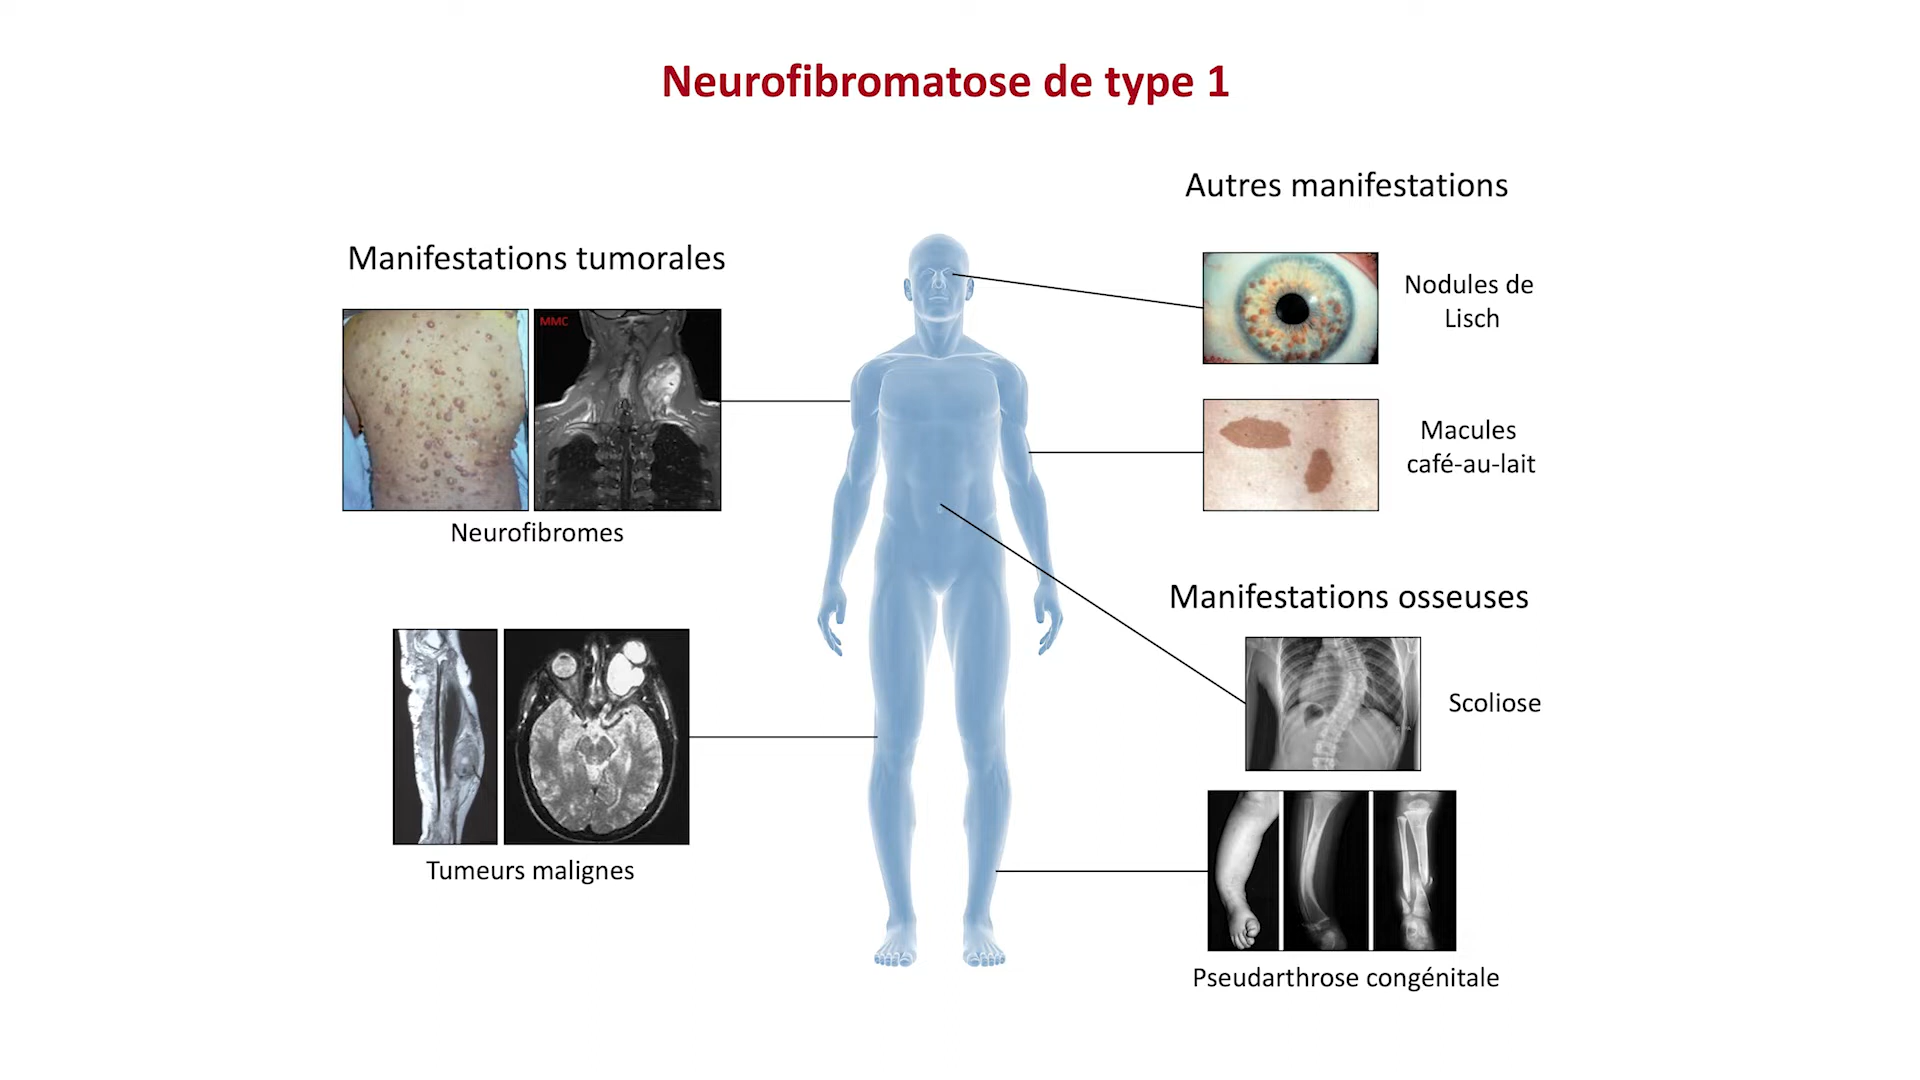 Neurofibromatose de type 1
Manifestations tumorales
MMC
Neurofibromes
Tumeurs malignes
Autres manifestations
Nodules de
Lisch
Macules
café-au-lait
Manifestations osseuses
Scoliose
Pseudarthrose congénitale